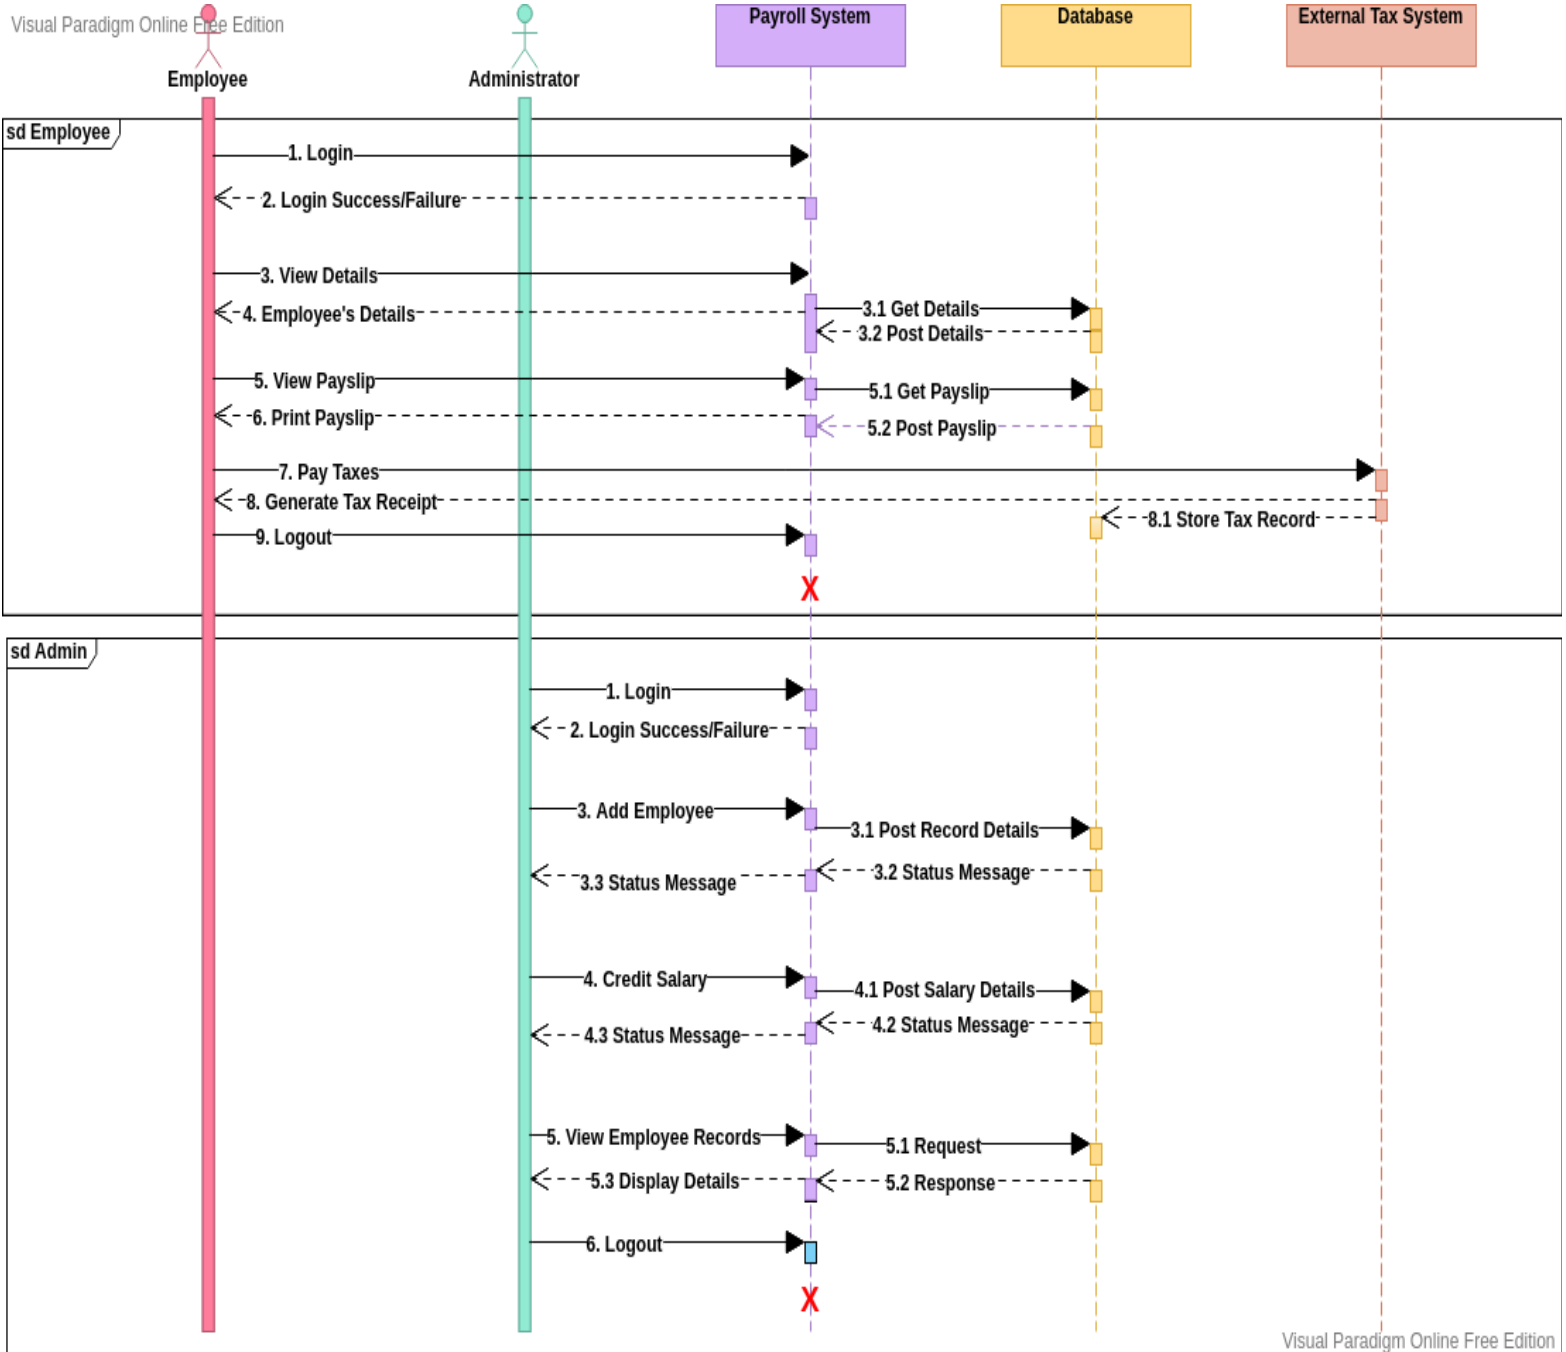 Visual Paradigm Online Free Edition
Employee
Administrator
Payroll System
Database
External Tax System
sd Employee
1. Login
2. Login Success/Failure
3. View Details
3.1 Get Details
4. Employee's Details
3.2 Post Details
5. View Payslip
5.1 Get Payslip
6. Print Payslip
5.2 Post Payslip
7. Pay Taxes
8. Generate Tax Receipt
8.1 Store Tax Record
9. Logout
X
sd Admin
1. Login
2. Login Success/Failure
3. Add Employee
3.1 Post Record Details
3.2 Status Message
3.3 Status Message
4. Credit Salary
4.1 Post Salary Details
4.2 Status Message
4.3 Status Message
5. View Employee Records
5.1 Request
5.3 Display Details
5.2 Response
6. Logout
X
Visual Paradigm Online Free Edition